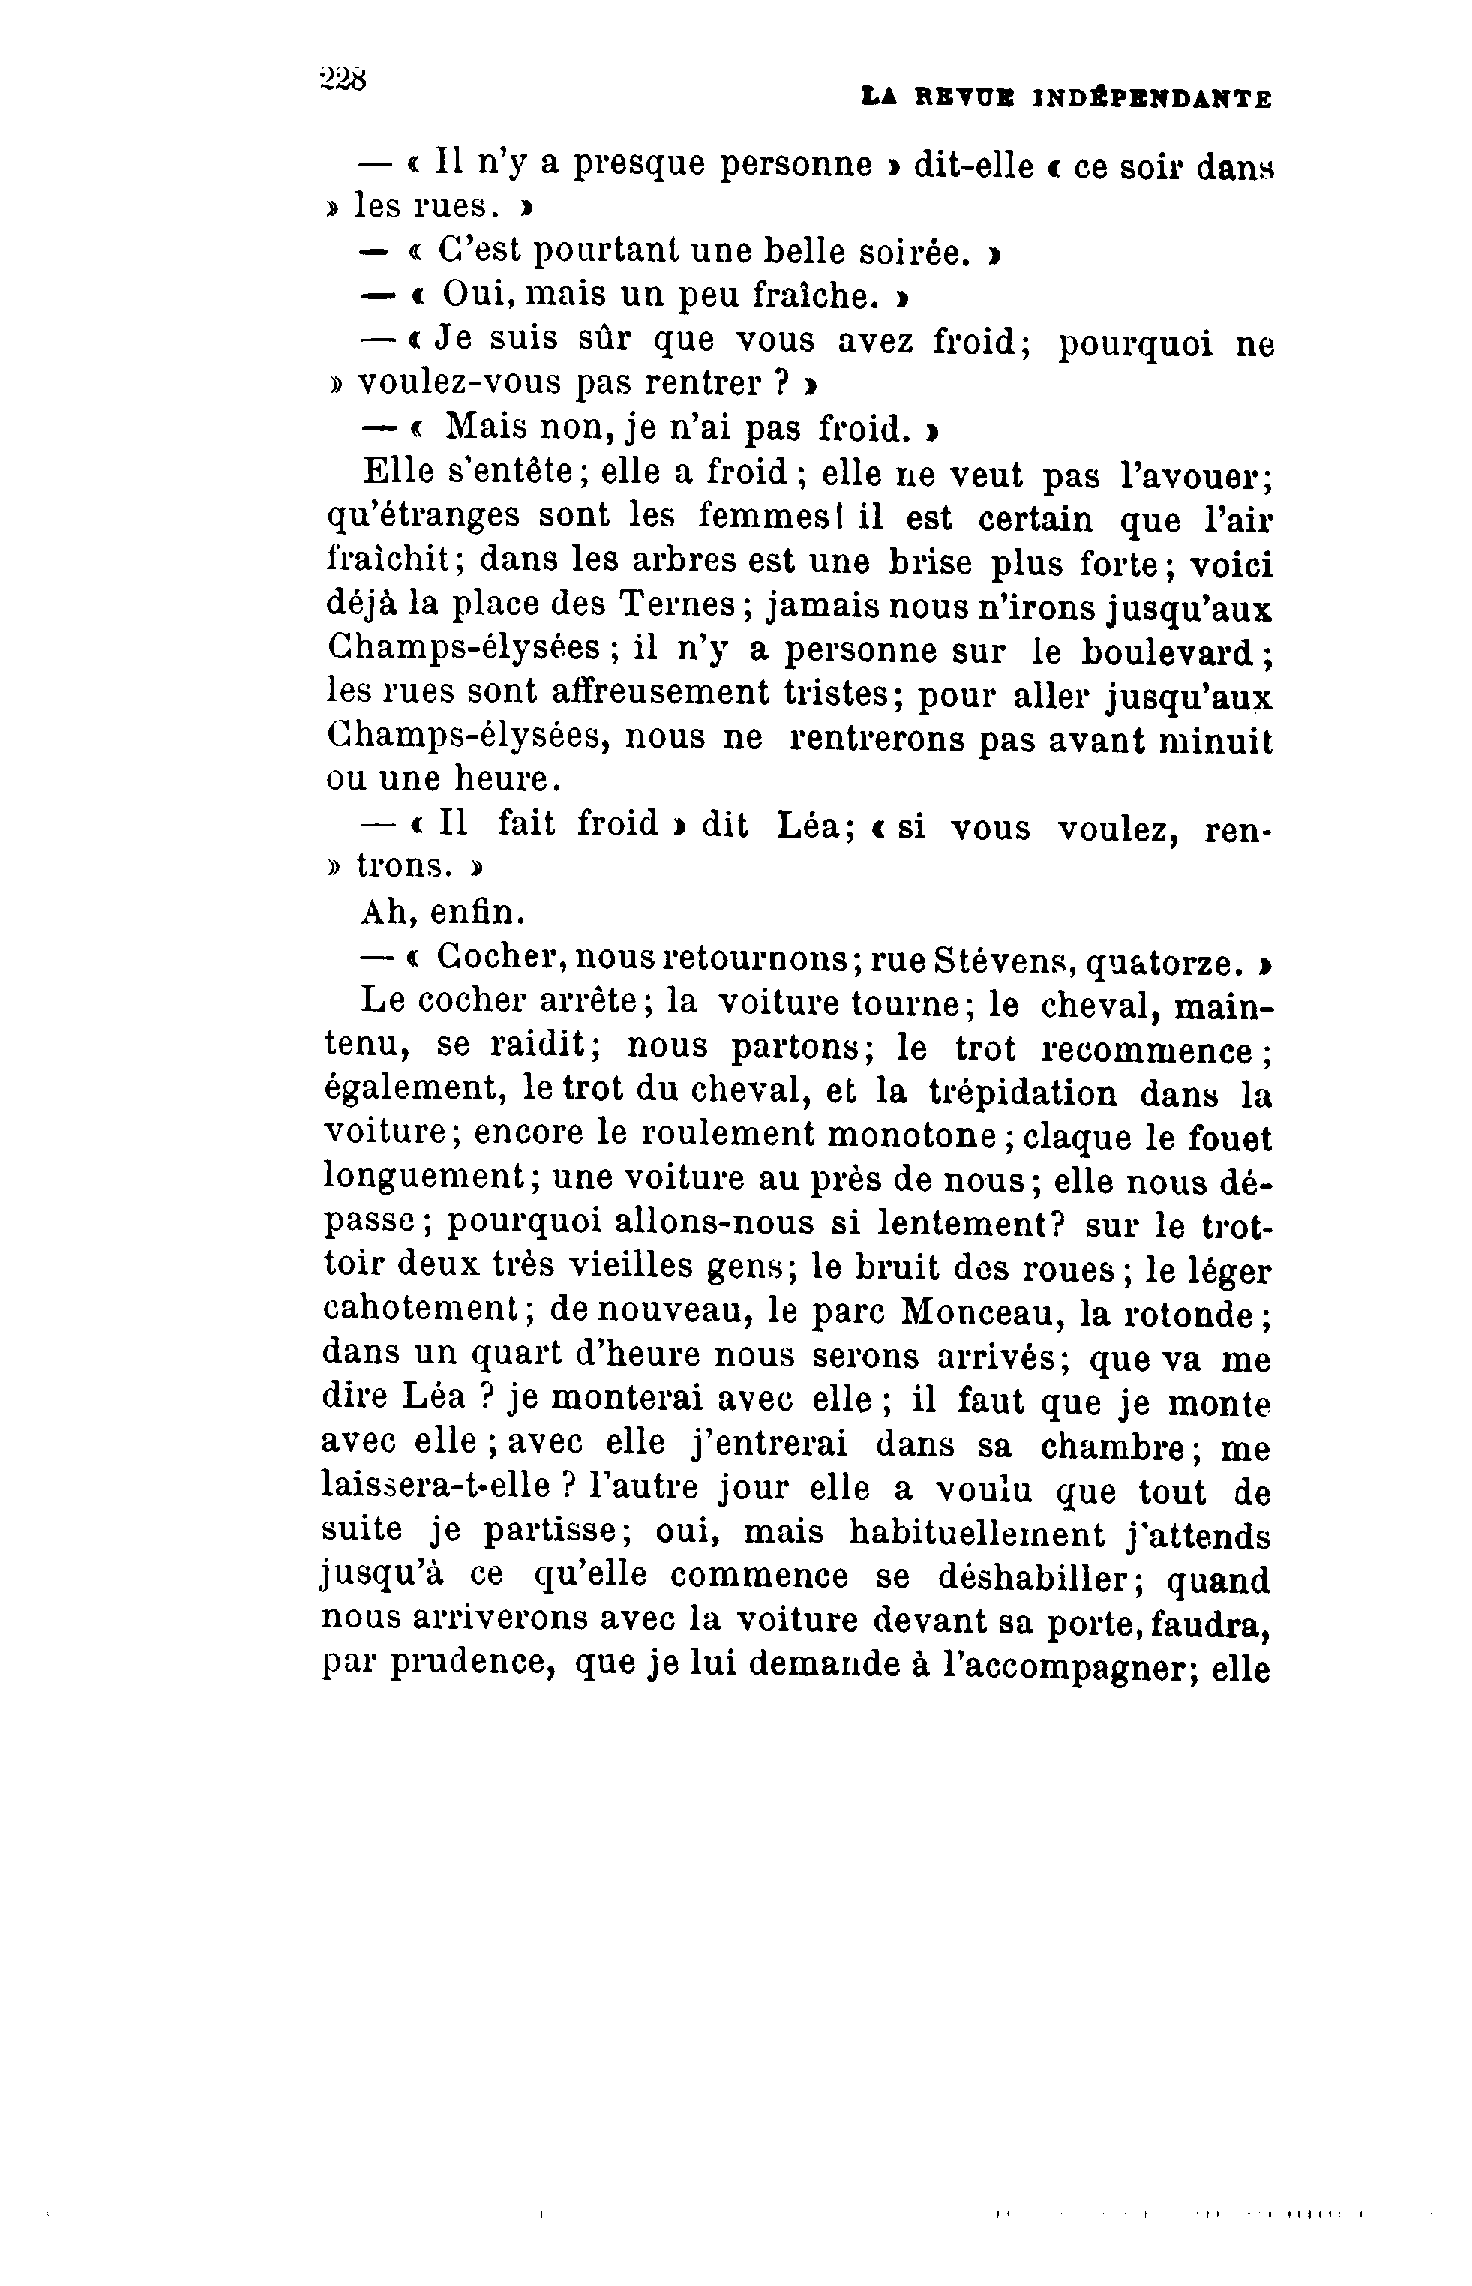 228
LA REVUE INDÉPENDANTE
— « Il n'y a presque personne » dit-elle « ce soir dans
» les rues. »
— « C'est pourtant une belle soirée. »
— « Oui, mais un peu fraîche. »
— « Je suis sûr que vous avez froid; pourquoi ne
» voulez-vous pas rentrer ? »
— « Mais non, je n'ai pas froid. »
Elle s'entête; elle a froid; elle ne veut pas l'avouer;
qu'étranges sont les femmes! il est certain que l'air
fraîchit; dans les arbres est une brise plus forte; voici
déjà la place des Ternes; jamais nous n'irons jusqu'aux
Champs-élysées; il n'y a personne sur le boulevard;
les rues sont affreusement tristes; pour aller jusqu'aux
Champs-élysées, nous ne rentrerons pas avant minuit
ou une heure.
— « Il fait froid » dit Léa; « si vous voulez, ren-
» trons. »
Ah, enfin.
— « Cocher, nous retournons; rue Stévens, quatorze. »
Le cocher arrête; la voiture tourne; le cheval, main-
tenu, se raidit; nous partons; le trot recommence;
également, le trot du cheval, et la trépidation dans la
voiture; encore le roulement monotone; claque le fouet
longuement; une voiture au près de nous; elle nous dé-
passe; pourquoi allons-nous si lentement? sur le trot-
toir deux très vieilles gens; le bruit des roues; le léger
cahotement; de nouveau, le parc Monceau, la rotonde;
dans un quart d'heure nous serons arrivés; que va me
dire Léa ? je monterai avec elle; il faut que je monte
avec elle; avec elle j'entrerai dans sa chambre; me
laissera-t-elle ? l'autre jour elle a voulu que tout de
suite je partisse; oui, mais habituellement j'attends
jusqu'à ce qu'elle commence se déshabiller; quand
nous arriverons avec la voiture devant sa porte, faudra,
par prudence, que je lui demande à l'accompagner; elle